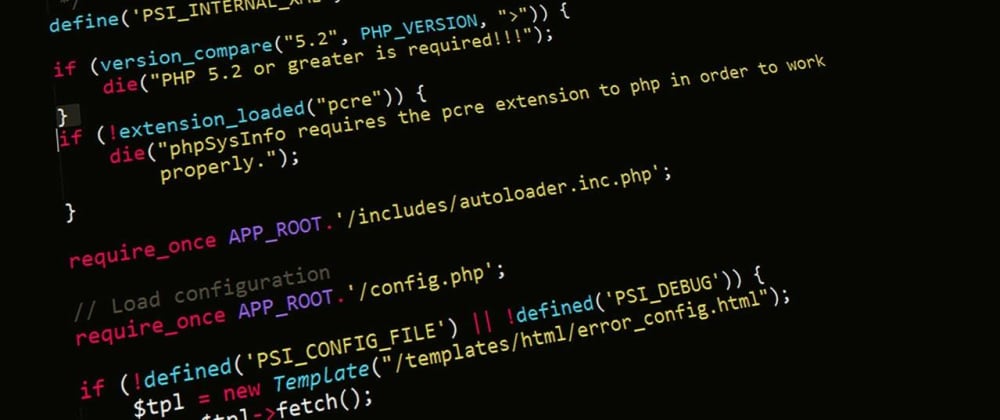 */
define('PSI_INTERNAL_XML
if (version_compare("5.2", PHP_VERSION, ">")) {
die("PHP 5.2 or greater is required!!!");
}
if (!extension_loaded("pcre")) {
die("phpSysInfo requires the pcre extension to php in order to work
properly.");
}
require_once APP_ROOT.'/includes/autoloader.inc.php';
// Load configuration
require_once APP_ROOT.'/config.php';
if (!defined('PSI_CONFIG_FILE') || !defined('PSI_DEBUG')) {
$tpl = new Template("/templates/html/error_config.html");
$tpl->fetch();